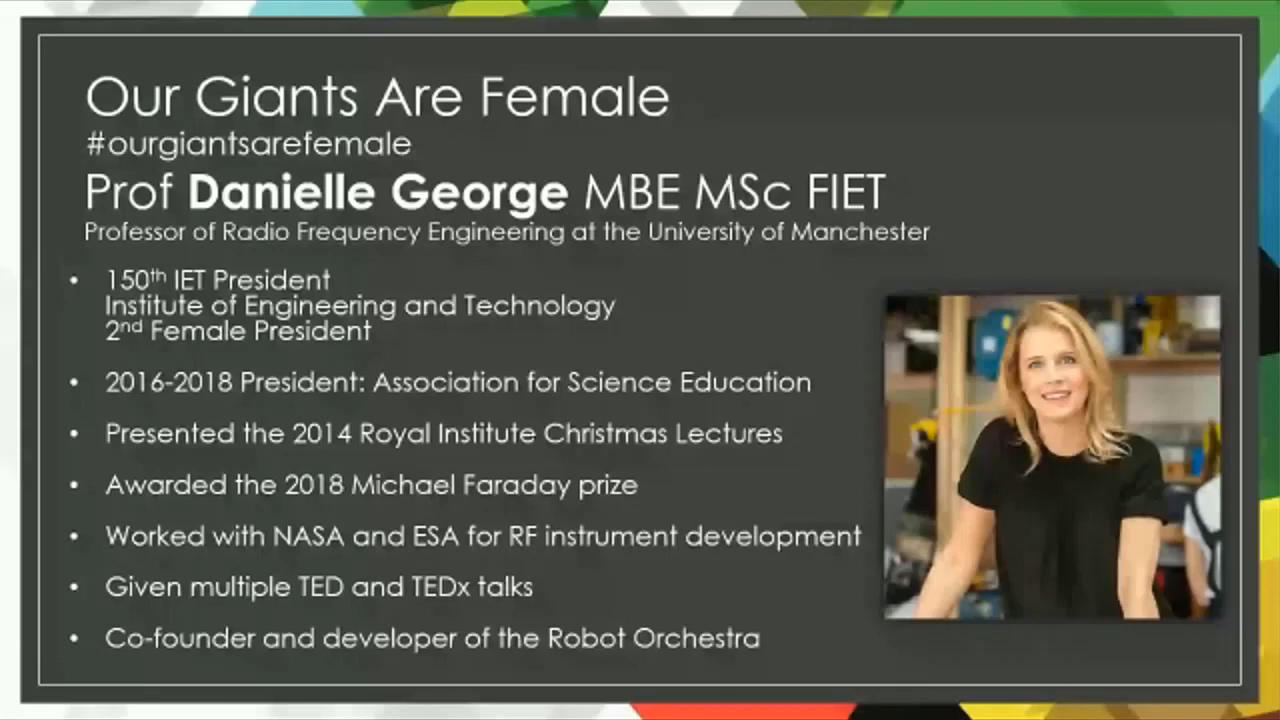 Our Giants Are Female
#ourgiantsarefemale
Prof Danielle George MBE MSc FIET
Professor of Radio Frequency Engineering at the University of Manchester
• 150th IET President
Institute of Engineering and Technology
2nd Female President
• 2016-2018 President: Association for Science Education
• Presented the 2014 Royal Institute Christmas Lectures
• Awarded the 2018 Michael Faraday prize
• Worked with NASA and ESA for RF instrument development
• Given multiple TED and TEDx talks
• Co-founder and developer of the Robot Orchestra